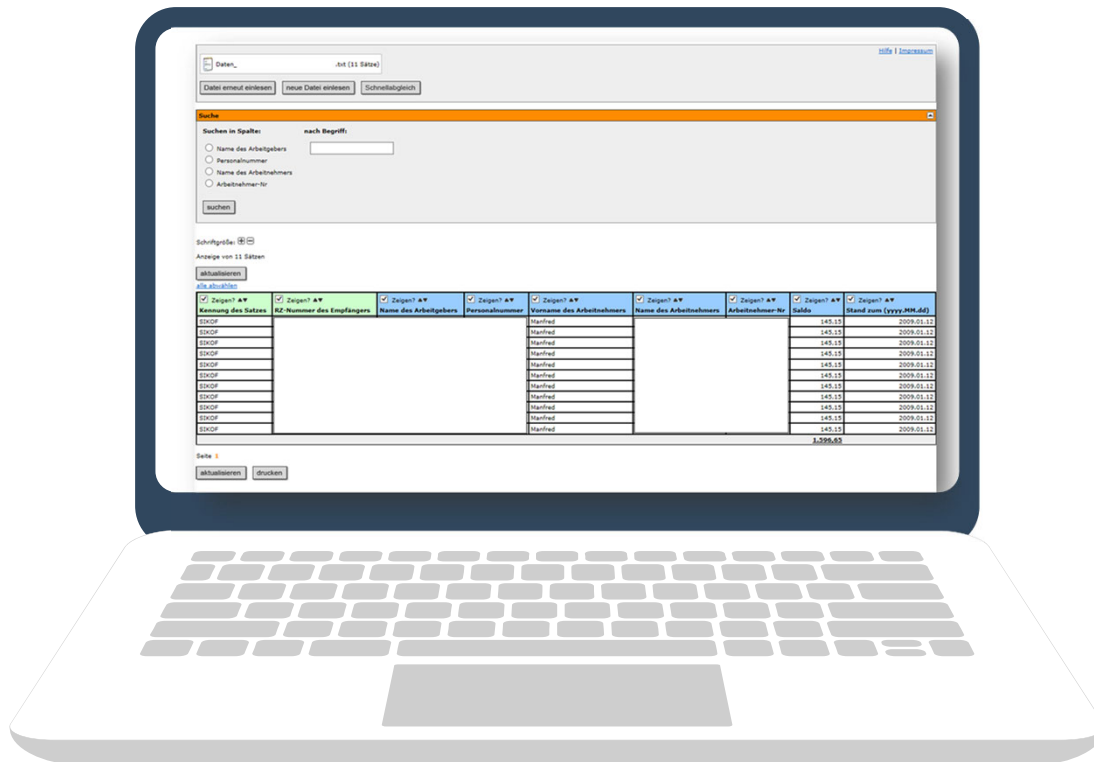 Hilfe | Impressum
Daten_ .txt (11 Sätze)
Datei erneut einlesen neue Datei einlesen Schnellabgleich
Suche
Suchen in Spalte: nach Begriff:
Name des Arbeitgebers
Personalnummer
Name des Arbeitnehmers
Arbeitnehmer-Nr
suchen
Schriftgröße:
Anzeige von 11 Sätzen
aktualisieren
alle abwählen
Zeigen? ▲▼ Zeigen? ▲▼ Zeigen? ▲▼ Zeigen? ▲▼ Zeigen? ▲▼ Zeigen? ▲▼ Zeigen? ▲▼ Zeigen? ▲▼ Zeigen? ▲▼
Kennung des Satzes RZ-Nummer des Empfängers Name des Arbeitgebers Personalnummer Vorname des Arbeitnehmers Name des Arbeitnehmers Arbeitnehmer-Nr Saldo Stand zum (yyyy.MM.dd)
SIKOF Manfred 145,15 2009.01.12
SIKOF Manfred 145,15 2009.01.12
SIKOF Manfred 145,15 2009.01.12
SIKOF Manfred 145,15 2009.01.12
SIKOF Manfred 145,15 2009.01.12
SIKOF Manfred 145,15 2009.01.12
SIKOF Manfred 145,15 2009.01.12
SIKOF Manfred 145,15 2009.01.12
SIKOF Manfred 145,15 2009.01.12
SIKOF Manfred 145,15 2009.01.12
SIKOF Manfred 145,15 2009.01.12
1.596,65
Seite 1
aktualisieren drucken